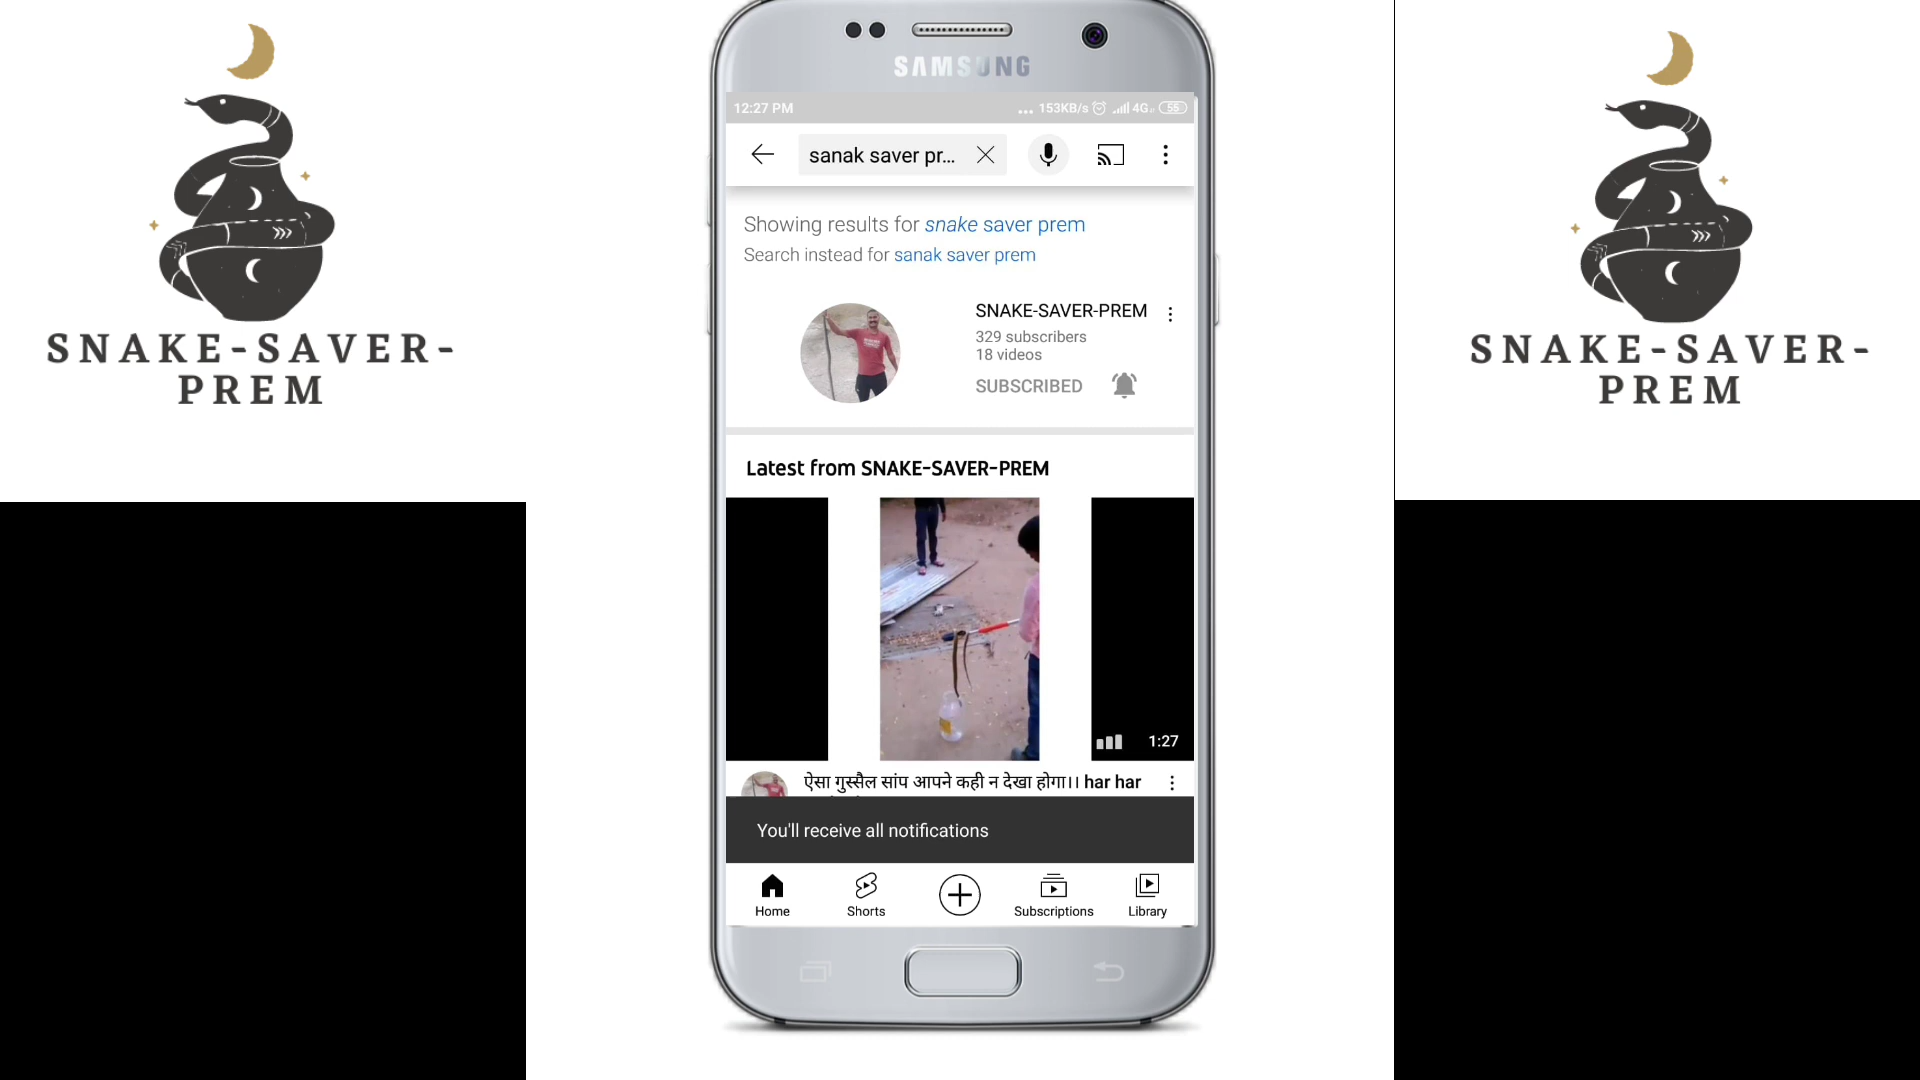 SNAKE-SAVER-
PREM
SAMSUNG
12:27 PM
... 153KB/s 4G 55
sanak saver pr...
Showing results for snake saver prem
Search instead for sanak saver prem
SNAKE-SAVER-PREM
329 subscribers
18 videos
SUBSCRIBED
Latest from SNAKE-SAVER-PREM
1:27
ऐसा गुस्सैल सांप आपने कही न देखा होगा।। har har
You'll receive all notifications
Home
Shorts
Subscriptions
Library
SNAKE-SAVER-
PREM